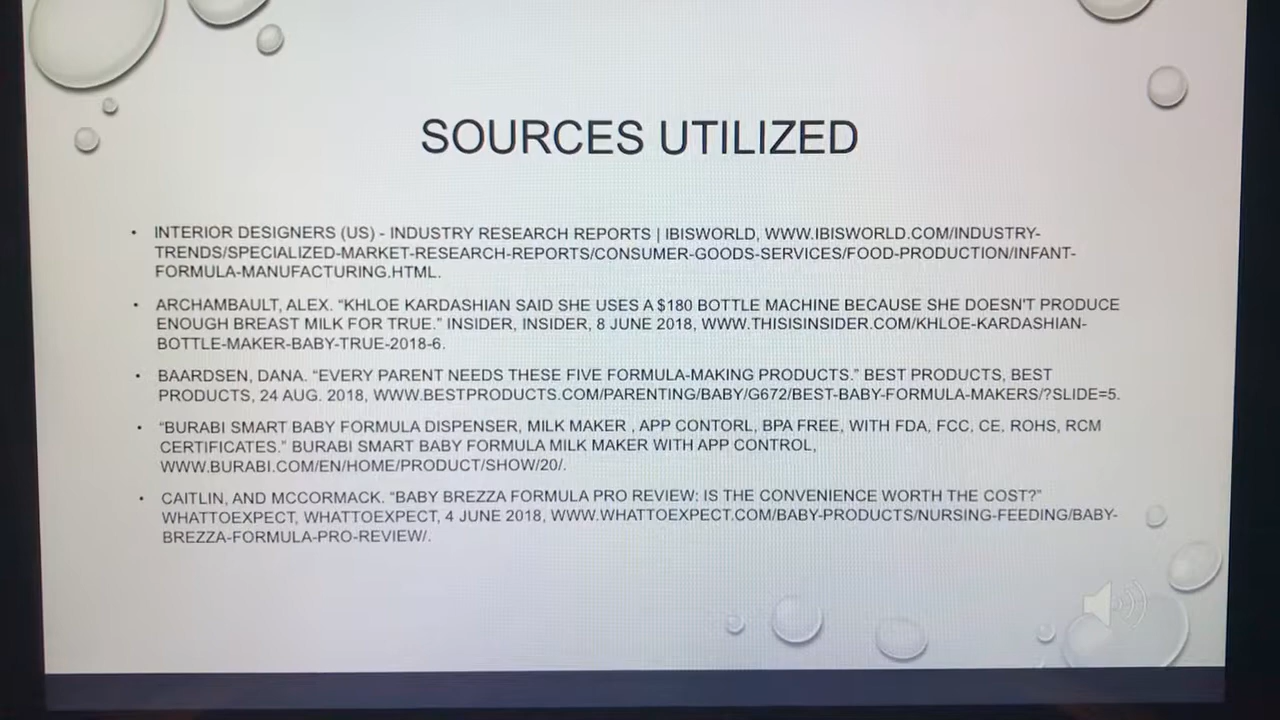 SOURCES UTILIZED
• INTERIOR DESIGNERS (US) - INDUSTRY RESEARCH REPORTS | IBISWORLD, WWW.IBISWORLD.COM/INDUSTRY-
TRENDS/SPECIALIZED-MARKET-RESEARCH-REPORTS/CONSUMER-GOODS-SERVICES/FOOD-PRODUCTION/INFANT-
FORMULA-MANUFACTURING.HTML.
• ARCHAMBAULT, ALEX. “KHLOE KARDASHIAN SAID SHE USES A $180 BOTTLE MACHINE BECAUSE SHE DOESN'T PRODUCE
ENOUGH BREAST MILK FOR TRUE.” INSIDER, INSIDER, 8 JUNE 2018, WWW.THISISINSIDER.COM/KHLOE-KARDASHIAN-
BOTTLE-MAKER-BABY-TRUE-2018-6.
• BAARDSEN, DANA. “EVERY PARENT NEEDS THESE FIVE FORMULA-MAKING PRODUCTS.” BEST PRODUCTS, BEST
PRODUCTS, 24 AUG. 2018, WWW.BESTPRODUCTS.COM/PARENTING/BABY/G672/BEST-BABY-FORMULA-MAKERS/?SLIDE=5.
• “BURABI SMART BABY FORMULA DISPENSER , MILK MAKER , APP CONTORL, BPA FREE, WITH FDA, FCC, CE, ROHS, RCM
CERTIFICATES.” BURABI SMART BABY FORMULA MILK MAKER WITH APP CONTROL,
WWW.BURABI.COM/EN/HOME/PRODUCT/SHOW/20/.
• CAITLIN, AND MCCORMACK. “BABY BREZZA FORMULA PRO REVIEW: IS THE CONVENIENCE WORTH THE COST?”
WHATTOEXPECT, WHATTOEXPECT, 4 JUNE 2018, WWW.WHATTOEXPECT.COM/BABY-PRODUCTS/NURSING-FEEDING/BABY-
BREZZA-FORMULA-PRO-REVIEW/.